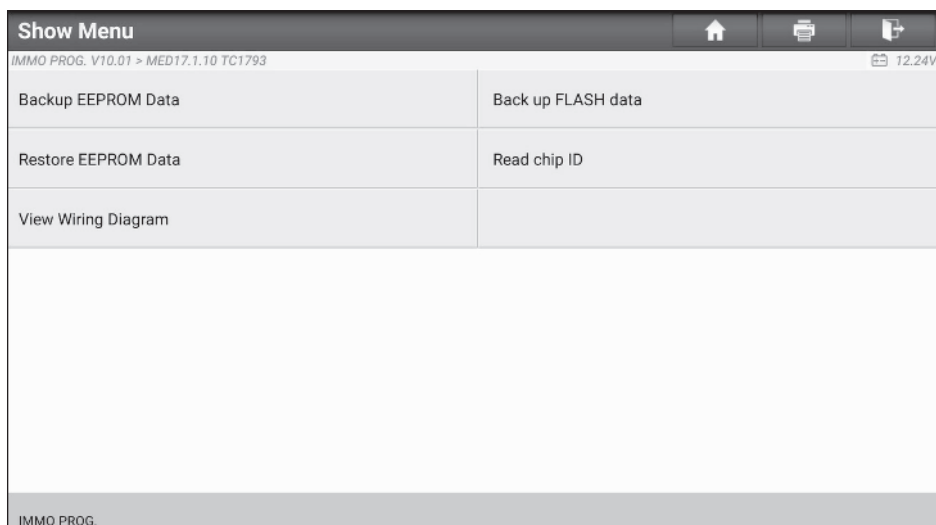 Show Menu
IMMO PROG. V10.01 > MED17.1.10 TC1793
12.24V
Backup EEPROM Data
Back up FLASH data
Restore EEPROM Data
Read chip ID
View Wiring Diagram
IMMO PROG.